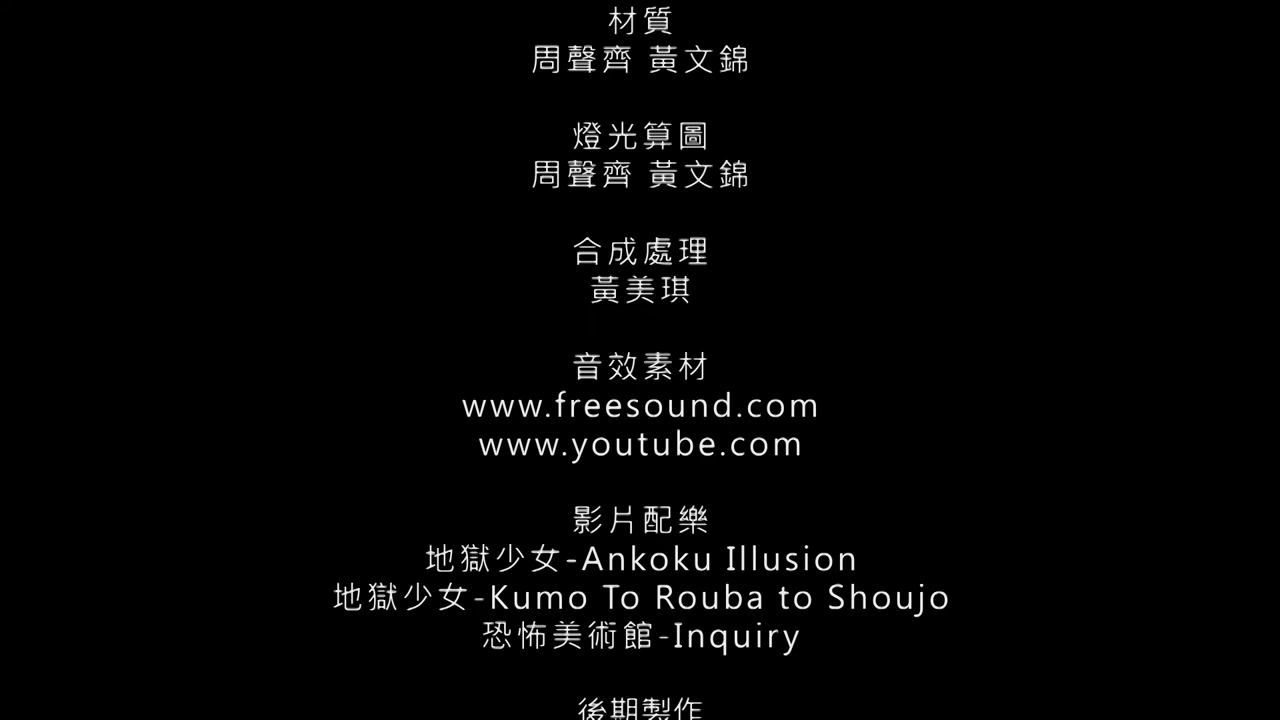 材質
周聲齊 黃文錦
燈光算圖
周聲齊 黃文錦
合成處理
黃美琪
音效素材
www.freesound.com
www.youtube.com
影片配樂
地獄少女-Ankoku Illusion
地獄少女-Kumo To Rouba to Shoujo
恐怖美術館-Inquiry
後期製作